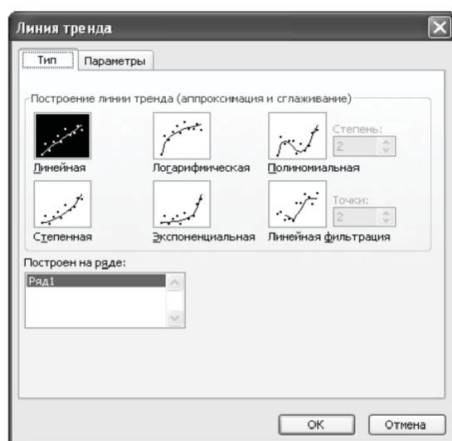 Линия тренда
Тип Параметры
Построение линии тренда (аппроксимация и сглаживание)
Степень:
2
Линейная Логарифмическая Полиномиальная
Точки:
2
Степенная Экспоненциальная Линейная фильтрация
Построен на ряде:
Ряд1
ОК Отмена